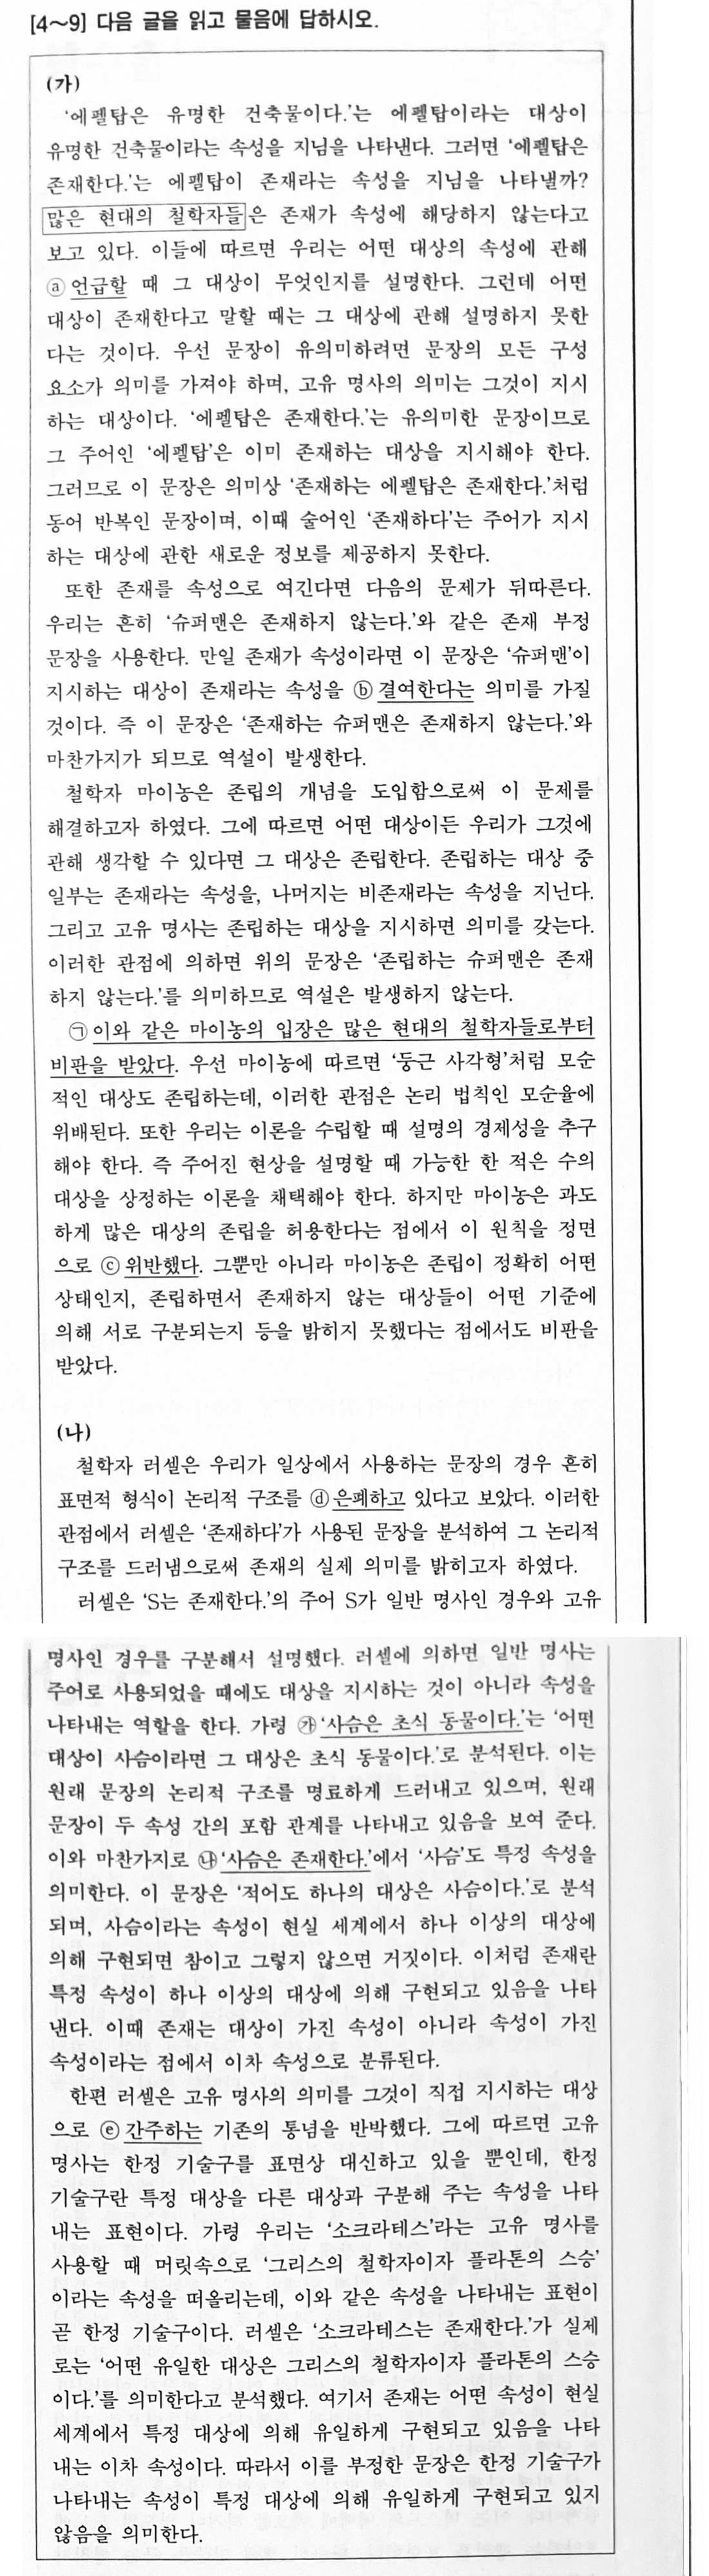 [4～9] 다음 글을 읽고 물음에 답하시오.
(가)
‘에펠탑은 유명한 건축물이다.’는 에펠탑이라는 대상이
유명한 건축물이라는 속성을 지님을 나타낸다. 그러면 ‘에펠탑은
존재한다.’는 에펠탑이 존재라는 속성을 지님을 나타낼까?
많은 현대의 철학자들은 존재가 속성에 해당하지 않는다고
보고 있다. 이들에 따르면 우리는 어떤 대상의 속성에 관해
ⓐ언급할 때 그 대상이 무엇인지를 설명한다. 그런데 어떤
대상이 존재한다고 말할 때는 그 대상에 관해 설명하지 못한
다는 것이다. 우선 문장이 유의미하려면 문장의 모든 구성
요소가 의미를 가져야 하며, 고유 명사의 의미는 그것이 지시
하는 대상이다. ‘에펠탑은 존재한다.’는 유의미한 문장이므로
그 주어인 ‘에펠탑’은 이미 존재하는 대상을 지시해야 한다.
그러므로 이 문장은 의미상 ‘존재하는 에펠탑은 존재한다.’처럼
동어 반복인 문장이며, 이때 술어인 ‘존재하다’는 주어가 지시
하는 대상에 관한 새로운 정보를 제공하지 못한다.
또한 존재를 속성으로 여긴다면 다음의 문제가 뒤따른다.
우리는 흔히 ‘슈퍼맨은 존재하지 않는다.’와 같은 존재 부정
문장을 사용한다. 만일 존재가 속성이라면 이 문장은 ‘슈퍼맨’이
지시하는 대상이 존재라는 속성을 ⓑ결여한다는 의미를 가질
것이다. 즉 이 문장은 ‘존재하는 슈퍼맨은 존재하지 않는다.’와
마찬가지가 되므로 역설이 발생한다.
철학자 마이농은 존립의 개념을 도입함으로써 이 문제를
해결하고자 하였다. 그에 따르면 어떤 대상이든 우리가 그것에
관해 생각할 수 있다면 그 대상은 존립한다. 존립하는 대상 중
일부는 존재라는 속성을, 나머지는 비존재라는 속성을 지닌다.
그리고 고유 명사는 존립하는 대상을 지시하면 의미를 갖는다.
이러한 관점에 의하면 위의 문장은 ‘존립하는 슈퍼맨은 존재
하지 않는다.’를 의미하므로 역설은 발생하지 않는다.
㉠이와 같은 마이농의 입장은 많은 현대의 철학자들로부터
비판을 받았다. 우선 마이농에 따르면 ‘둥근 사각형’처럼 모순
적인 대상도 존립하는데, 이러한 관점은 논리 법칙인 모순율에
위배된다. 또한 우리는 이론을 수립할 때 설명의 경제성을 추구
해야 한다. 즉 주어진 현상을 설명할 때 가능한 한 적은 수의
대상을 상정하는 이론을 채택해야 한다. 하지만 마이농은 과도
하게 많은 대상의 존립을 허용한다는 점에서 이 원칙을 정면
으로 ⓒ위반했다. 그뿐만 아니라 마이농은 존립이 정확히 어떤
상태인지, 존립하면서 존재하지 않는 대상들이 어떤 기준에
의해 서로 구분되는지 등을 밝히지 못했다는 점에서도 비판을
받았다.
(나)
철학자 러셀은 우리가 일상에서 사용하는 문장의 경우 흔히
표면적 형식이 논리적 구조를 ⓓ은폐하고 있다고 보았다. 이러한
관점에서 러셀은 ‘존재하다’가 사용된 문장을 분석하여 그 논리적
구조를 드러냄으로써 존재의 실제 의미를 밝히고자 하였다.
러셀은 ‘S는 존재한다.’의 주어 S가 일반 명사인 경우와 고유
명사인 경우를 구분해서 설명했다. 러셀에 의하면 일반 명사는
주어로 사용되었을 때에도 대상을 지시하는 것이 아니라 속성을
나타내는 역할을 한다. 가령 ㉮‘사슴은 초식 동물이다.’는 ‘어떤
대상이 사슴이라면 그 대상은 초식 동물이다.’로 분석된다. 이는
원래 문장의 논리적 구조를 명료하게 드러내고 있으며, 원래
문장이 두 속성 간의 포함 관계를 나타내고 있음을 보여 준다.
이와 마찬가지로 ㉯‘사슴은 존재한다.’에서 ‘사슴’도 특정 속성을
의미한다. 이 문장은 ‘적어도 하나의 대상은 사슴이다.’로 분석
되며, 사슴이라는 속성이 현실 세계에서 하나 이상의 대상에
의해 구현되면 참이고 그렇지 않으면 거짓이다. 이처럼 존재란
특정 속성이 하나 이상의 대상에 의해 구현되고 있음을 나타
낸다. 이때 존재는 대상이 가진 속성이 아니라 속성이 가진
속성이라는 점에서 이차 속성으로 분류된다.
한편 러셀은 고유 명사의 의미를 그것이 직접 지시하는 대상
으로 ⓔ간주하는 기존의 통념을 반박했다. 그에 따르면 고유
명사는 한정 기술구를 표면상 대신하고 있을 뿐인데, 한정
기술구란 특정 대상을 다른 대상과 구분해 주는 속성을 나타
내는 표현이다. 가령 우리는 ‘소크라테스’라는 고유 명사를
사용할 때 머릿속으로 ‘그리스의 철학자이자 플라톤의 스승’
이라는 속성을 떠올리는데, 이와 같은 속성을 나타내는 표현이
곧 한정 기술구이다. 러셀은 ‘소크라테스는 존재한다.’가 실제
로는 ‘어떤 유일한 대상은 그리스의 철학자이자 플라톤의 스승
이다.’를 의미한다고 분석했다. 여기서 존재는 어떤 속성이 현실
세계에서 특정 대상에 의해 유일하게 구현되고 있음을 나타
내는 이차 속성이다. 따라서 이를 부정한 문장은 한정 기술구가
나타내는 속성이 특정 대상에 의해 유일하게 구현되고 있지
않음을 의미한다.